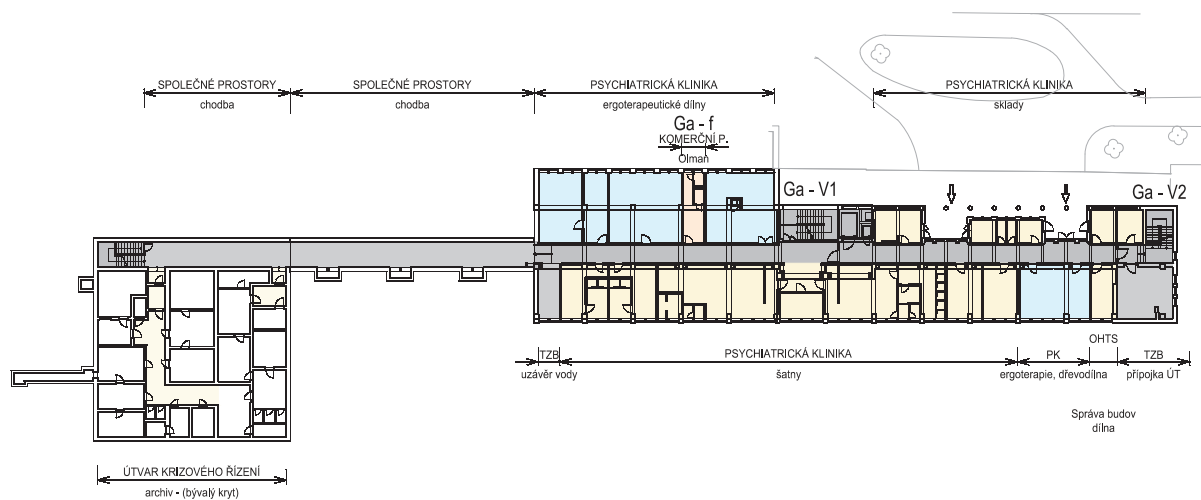 SPOLEČNÉ PROSTORY
chodba
SPOLEČNÉ PROSTORY
chodba
PSYCHIATRICKÁ KLINIKA
ergoterapeutické dílny
PSYCHIATRICKÁ KLINIKA
sklady
Ga - f
KOMERČNÍ P.
Olman
Ga - V1
Ga - V2
TZB
uzávěr vody
PSYCHIATRICKÁ KLINIKA
šatny
PK
ergoterapie, dřevodílna
OHTS
TZB
přípojka ÚT
Správa budov
dílna
ÚTVAR KRIZOVÉHO ŘÍZENÍ
archiv - (bývalý kryt)